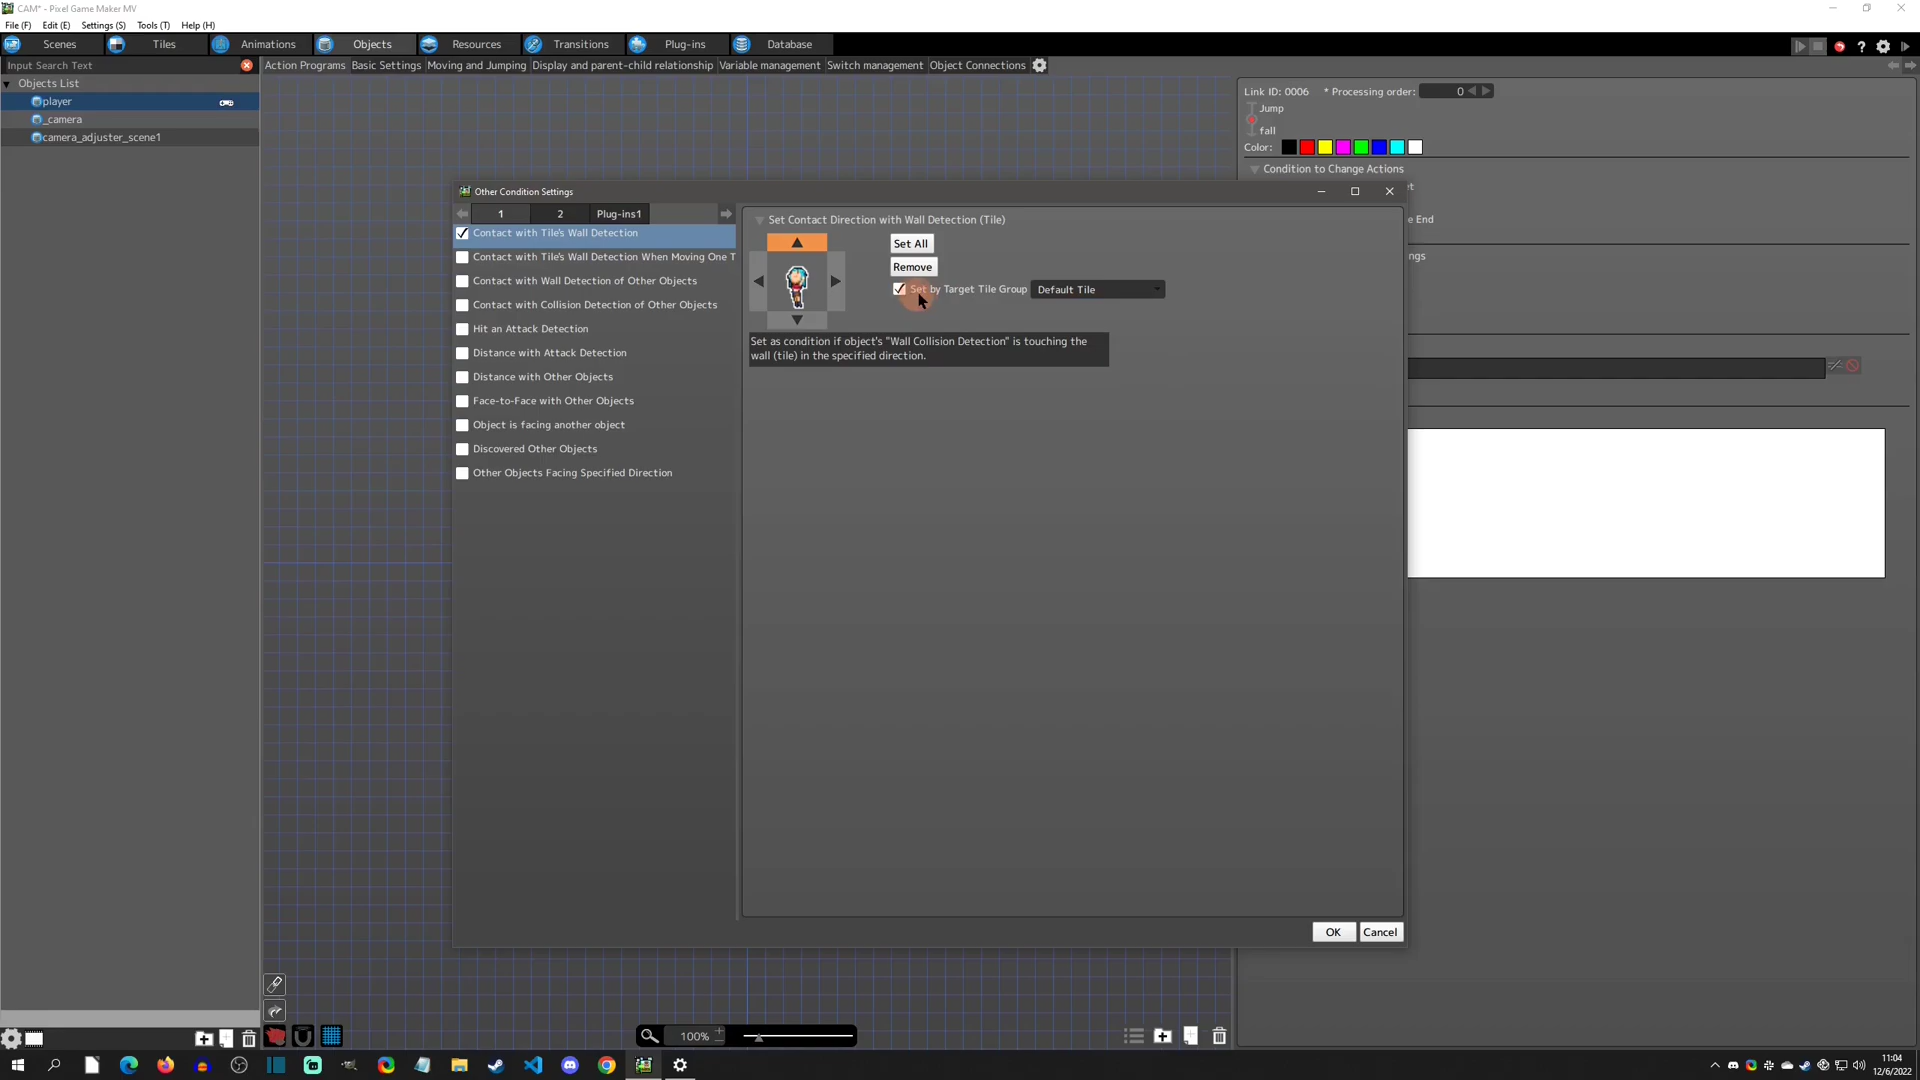 CAM* - Pixel Game Maker MV
File (F) Edit (E) Settings (S) Tools (T) Help (H)
Scenes Tiles Animations Objects Resources Transitions Plug-ins Database
Input Search Text
Action Programs Basic Settings Moving and Jumping Display and parent-child relationship Variable management Switch management Object Connections
Objects List
player
_camera
camera_adjuster_scene1
Link ID: 0006 * Processing order: 0
Jump
fall
Color:
Condition to Change Actions
e End
Other Condition Settings
1 2 Plug-ins1
Contact with Tile's Wall Detection
Contact with Tile's Wall Detection When Moving One T
Contact with Wall Detection of Other Objects
Contact with Collision Detection of Other Objects
Hit an Attack Detection
Distance with Attack Detection
Distance with Other Objects
Face-to-Face with Other Objects
Object is facing another object
Discovered Other Objects
Other Objects Facing Specified Direction
Set Contact Direction with Wall Detection (Tile)
Set All
Remove
Set by Target Tile Group Default Tile
Set as condition if object's "Wall Collision Detection" is touching the
wall (tile) in the specified direction.
OK Cancel
100%
11:04
12/6/2022